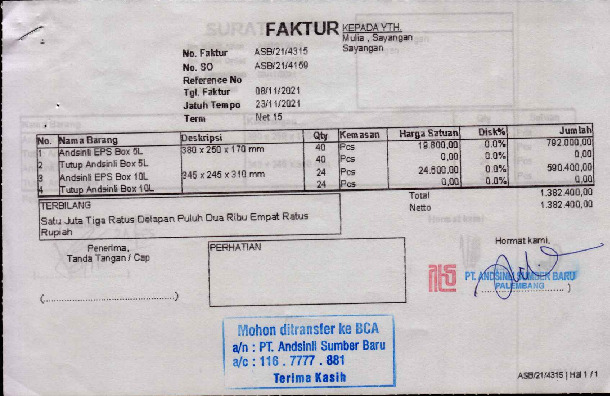 FAKTUR
KEPADA YTH.
Mulia , Sayangan
Sayangan
No. Faktur ASB/21/4315
No. SO ASB/21/4169
Reference No
Tgl. Faktur 08/11/2021
Jatuh Tempo 23/11/2021
Term Net 15
No. Nama Barang Deskripsi Qty Kemasan Harga Satuan Disk% Jumlah
1 Andsinli EPS Box 5L 380 x 250 x 170 mm 40 Pcs 19.800,00 0.0% 792.000,00
2 Tutup Andsinli Box 5L 40 Pcs 0,00 0.0% 0,00
3 Andsinli EPS Box 10L 345 x 245 x 310 mm 24 Pcs 24.600,00 0.0% 590.400,00
4 Tutup Andsinli Box 10L 24 Pcs 0,00 0.0% 0,00
Total 1.382.400,00
Netto 1.382.400,00
TERBILANG
Satu Juta Tiga Ratus Delapan Puluh Dua Ribu Empat Ratus
Rupiah
Penerima,
Tanda Tangan / Cap
(..........................................)
PERHATIAN
Hormat kami,
PT. ANDSINLI SUMBER BARU
PALEMBANG
Mohon ditransfer ke BCA
a/n : PT. Andsinli Sumber Baru
a/c : 116 . 7777 . 881
Terima Kasih
ASB/21/4315 | Hal 1 / 1